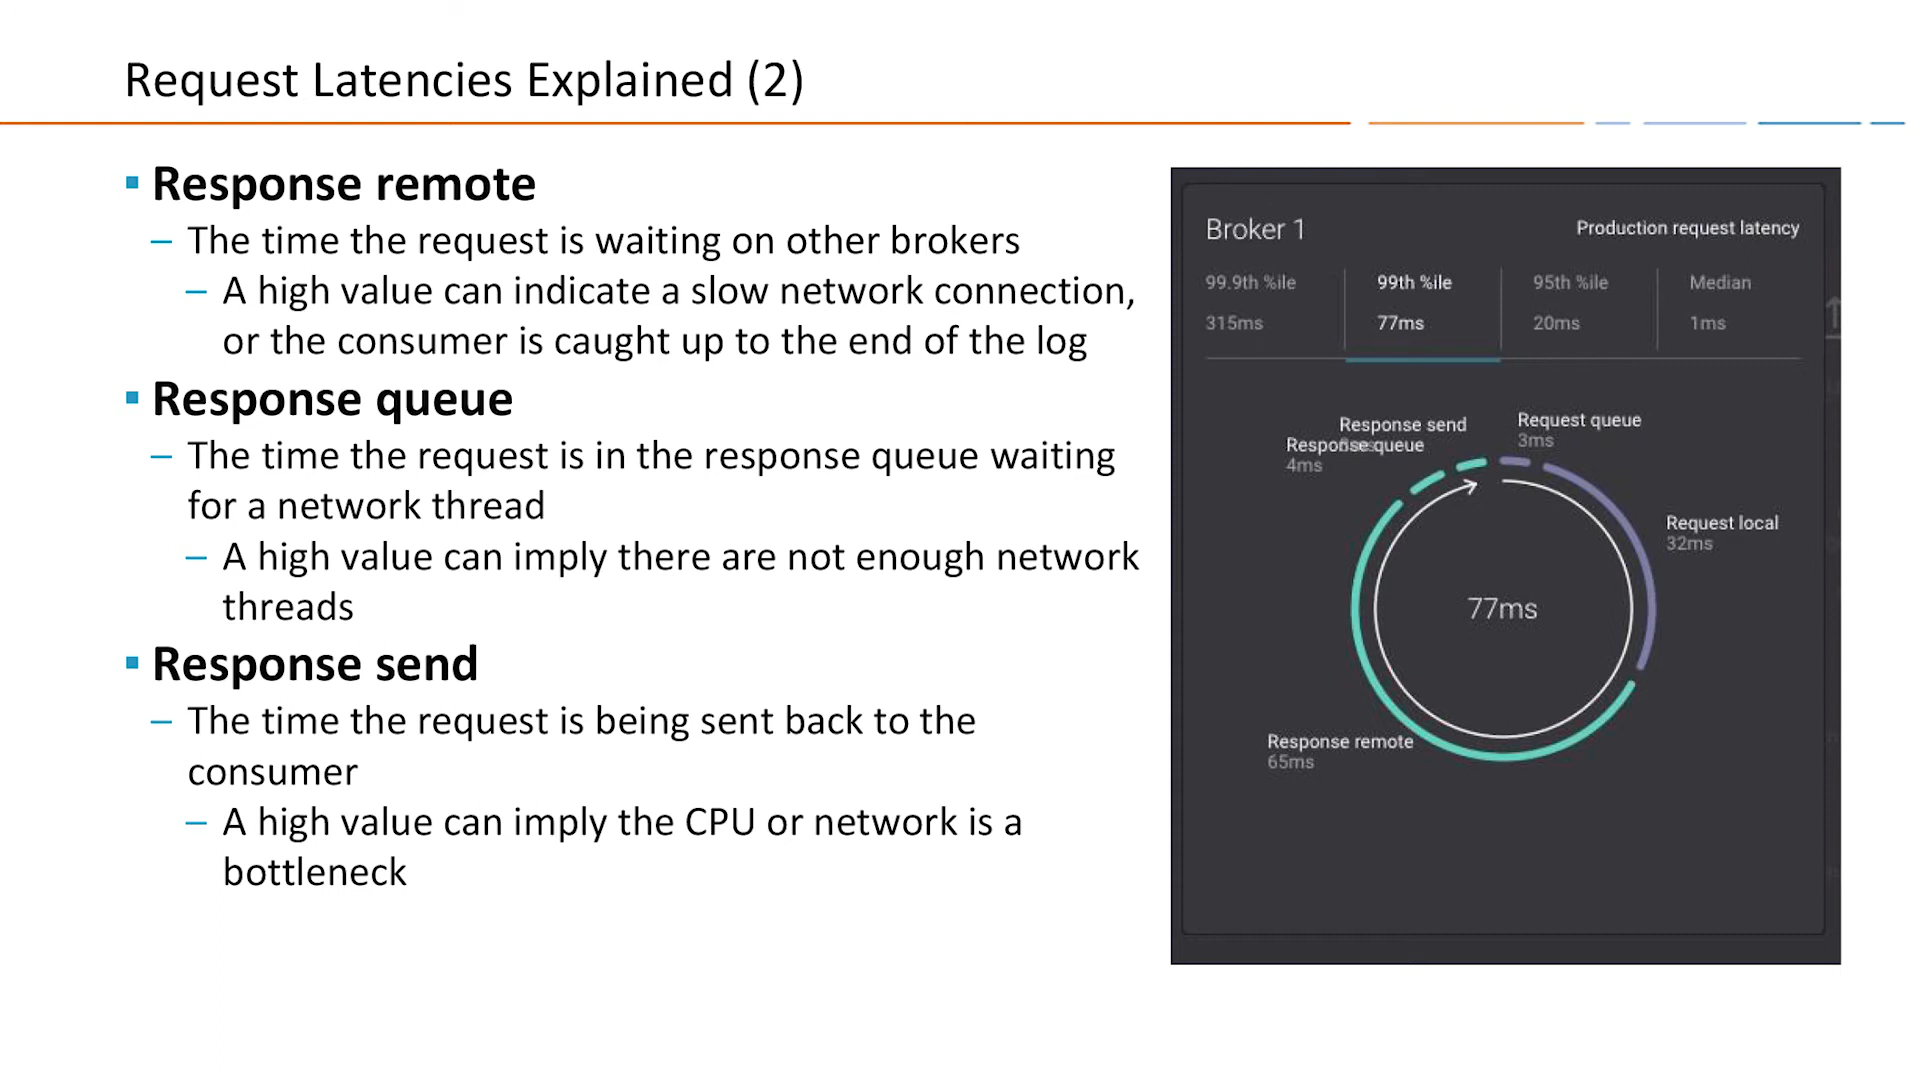 Request Latencies Explained (2)
▪ Response remote
– The time the request is waiting on other brokers
– A high value can indicate a slow network connection,
or the consumer is caught up to the end of the log
▪ Response queue
– The time the request is in the response queue waiting
for a network thread
– A high value can imply there are not enough network
threads
▪ Response send
– The time the request is being sent back to the
consumer
– A high value can imply the CPU or network is a
bottleneck
Broker 1
Production request latency
99.9th %ile 99th %ile 95th %ile Median
315ms 77ms 20ms 1ms
Response send
Response queue
4ms
Request queue
3ms
Request local
32ms
77ms
Response remote
65ms